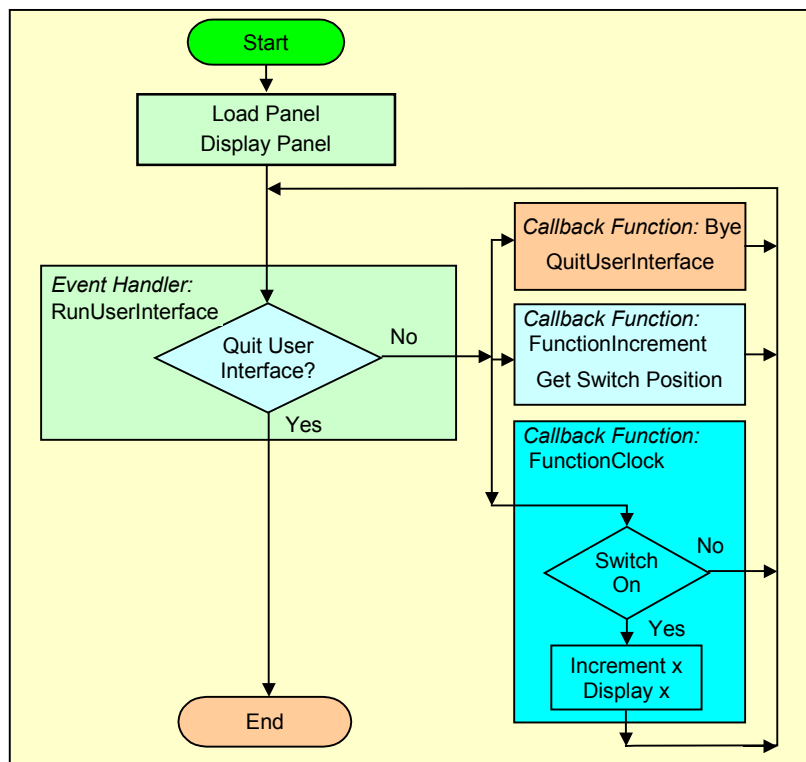 Start
Load Panel
Display Panel
Event Handler:
RunUserInterface
Quit User
Interface?
No
Yes
Callback Function: Bye
QuitUserInterface
Callback Function:
FunctionIncrement
Get Switch Position
Callback Function:
FunctionClock
Switch
On
No
Yes
Increment x
Display x
End